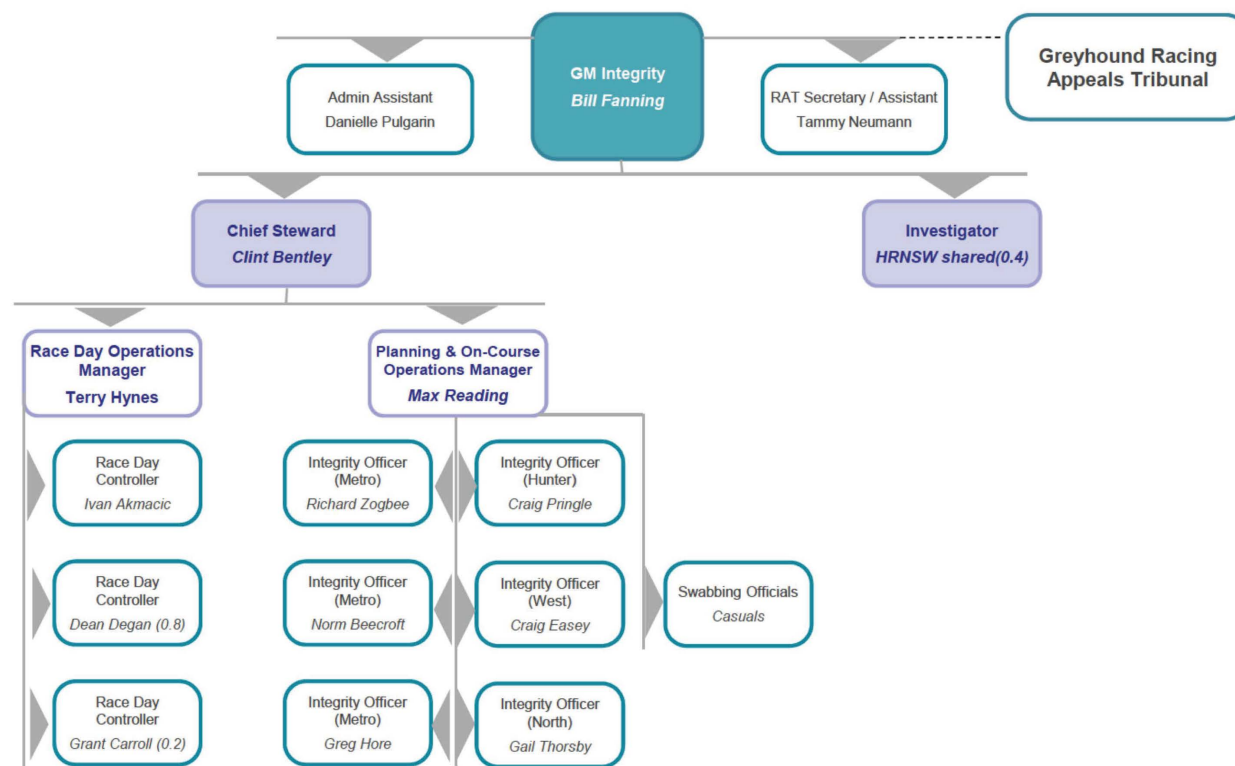 Greyhound Racing
Appeals Tribunal
GM Integrity
Bill Fanning
Admin Assistant
Danielle Pulgarin
RAT Secretary / Assistant
Tammy Neumann
Chief Steward
Clint Bentley
Investigator
HRNSW shared(0.4)
Race Day Operations
Manager
Terry Hynes
Planning & On-Course
Operations Manager
Max Reading
Race Day
Controller
Ivan Akmacic
Integrity Officer
(Metro)
Richard Zogbee
Integrity Officer
(Hunter)
Craig Pringle
Race Day
Controller
Dean Degan (0.8)
Integrity Officer
(Metro)
Norm Beecroft
Integrity Officer
(West)
Craig Easey
Swabbing Officials
Casuals
Race Day
Controller
Grant Carroll (0.2)
Integrity Officer
(Metro)
Greg Hore
Integrity Officer
(North)
Gail Thorsby